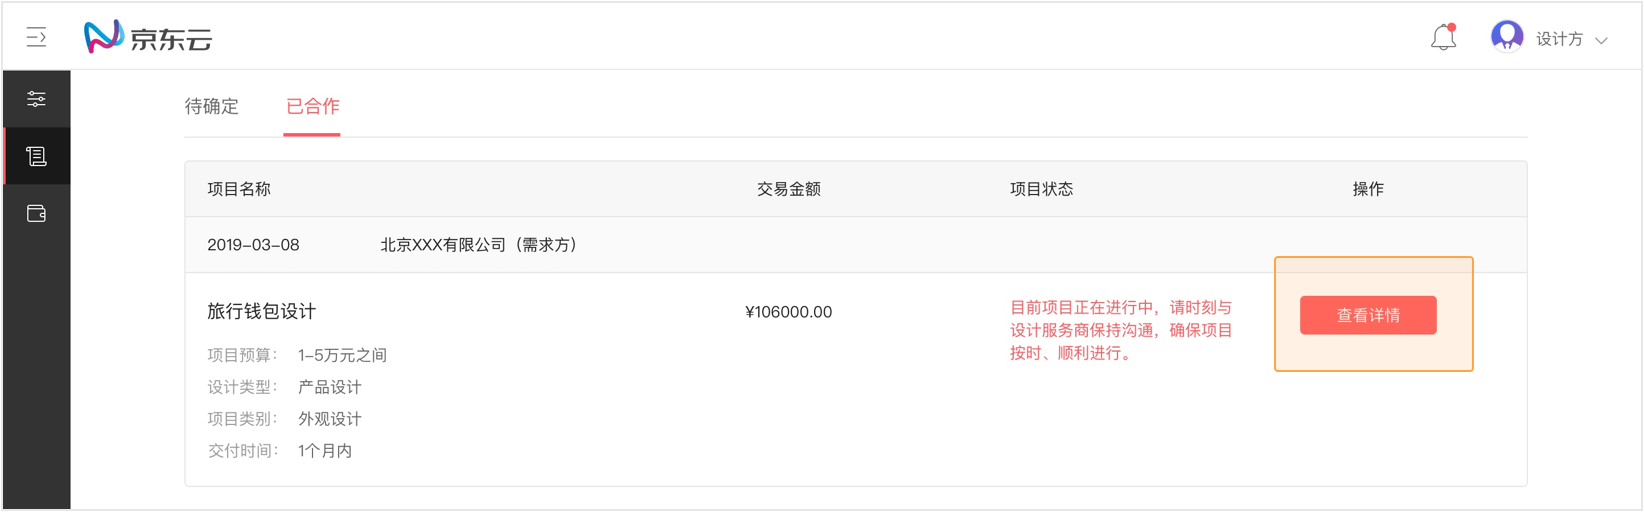 京东云
设计方
待确定 已合作
项目名称 交易金额 项目状态 操作
2019-03-08 北京XXX有限公司（需求方）
旅行钱包设计 ¥106000.00
目前项目正在进行中，请时刻与
设计服务商保持沟通，确保项目
按时、顺利进行。
查看详情
项目预算： 1-5万元之间
设计类型： 产品设计
项目类别： 外观设计
交付时间： 1个月内